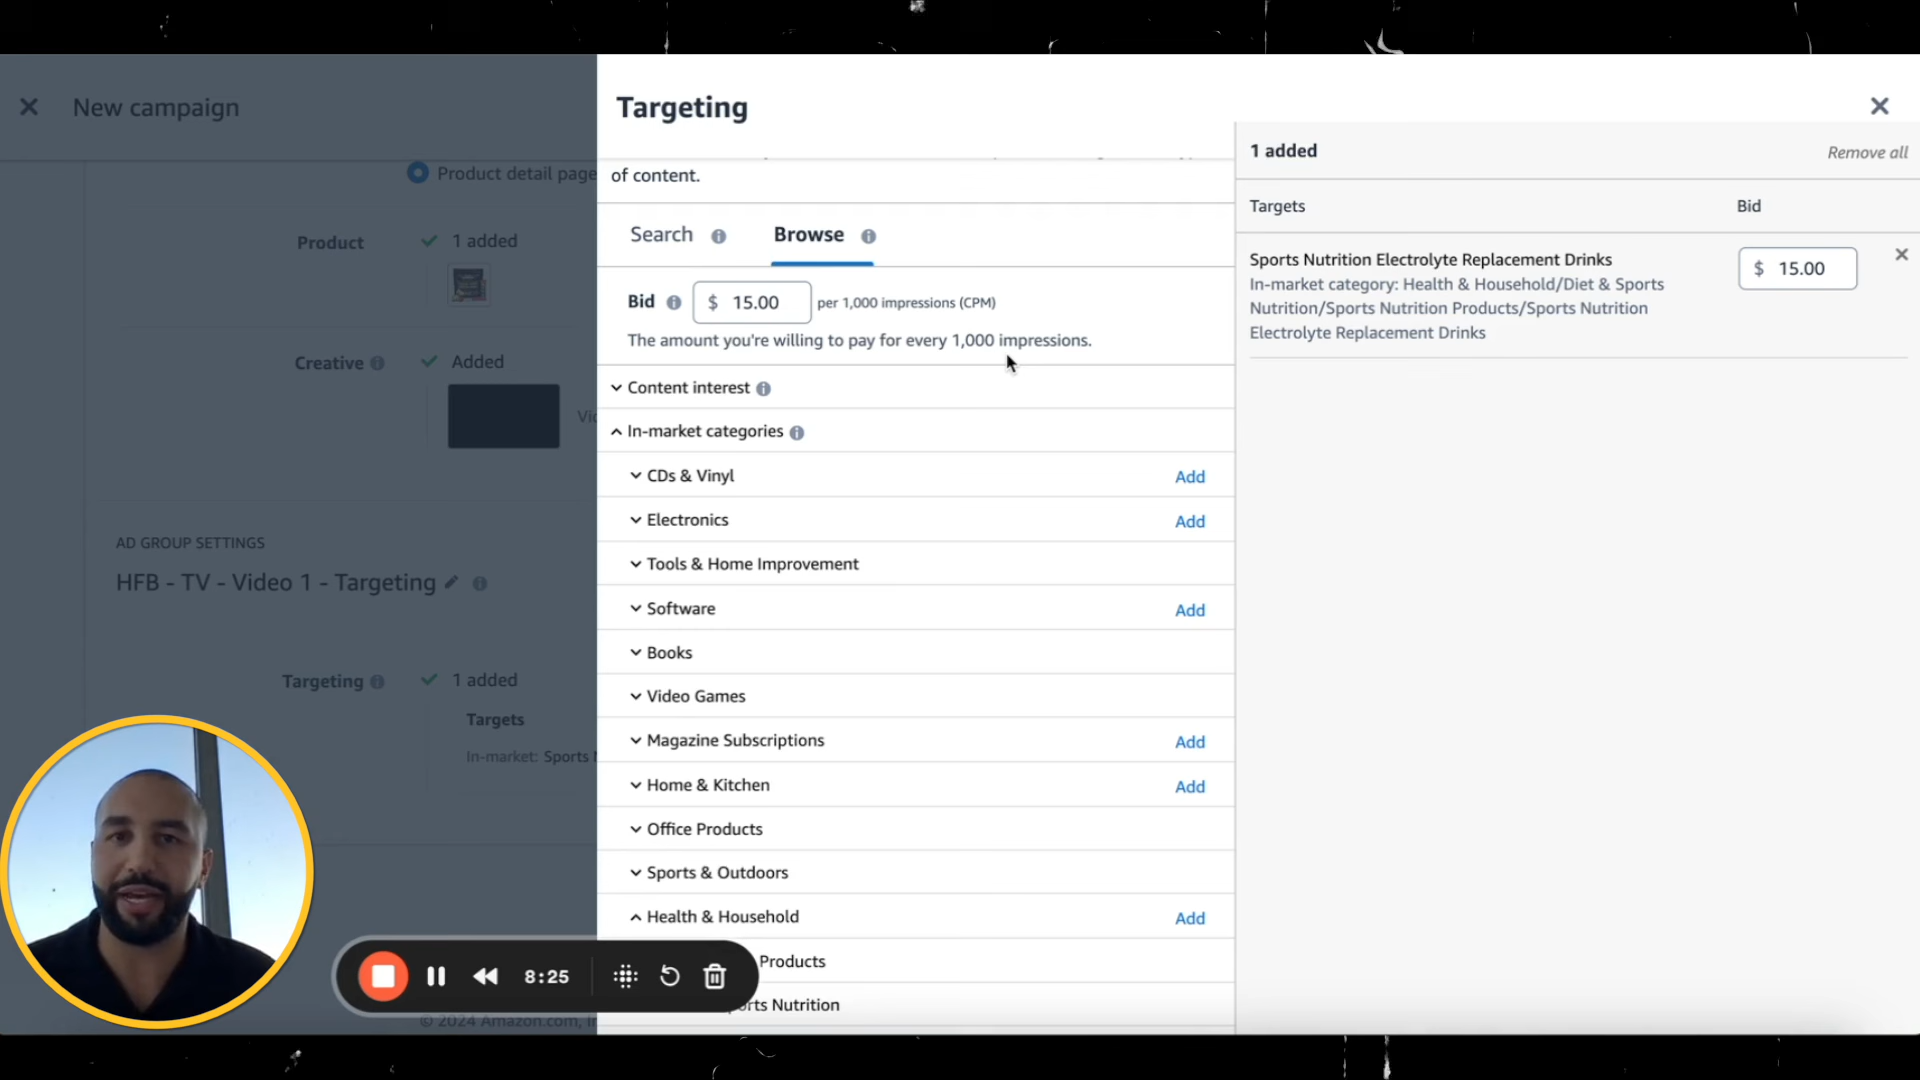 New campaign
Product detail page
Product
1 added
Creative
Added
AD GROUP SETTINGS
HFB - TV - Video 1 - Targeting
Targeting
1 added
Targets
In-market: Sports
© 2024 Amazon.com,
Targeting
of content.
Search
Browse
Bid
$ 15.00
per 1,000 impressions (CPM)
The amount you're willing to pay for every 1,000 impressions.
Content interest
In-market categories
CDs & Vinyl
Add
Electronics
Add
Tools & Home Improvement
Software
Add
Books
Video Games
Magazine Subscriptions
Add
Home & Kitchen
Add
Office Products
Sports & Outdoors
Health & Household
Add
Products
Nutrition
8:25
1 added
Remove all
Targets
Bid
Sports Nutrition Electrolyte Replacement Drinks
In-market category: Health & Household/Diet & Sports
Nutrition/Sports Nutrition Products/Sports Nutrition
Electrolyte Replacement Drinks
$ 15.00